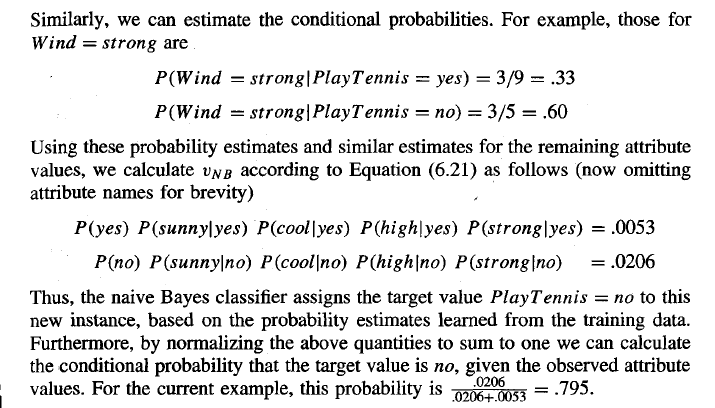 Similarly, we can estimate the conditional probabilities. For example, those for
Wind = strong are
P(Wind = strong|PlayTennis = yes) = 3/9 = .33
P(Wind = strong|PlayTennis = no) = 3/5 = .60
Using these probability estimates and similar estimates for the remaining attribute
values, we calculate v_NB according to Equation (6.21) as follows (now omitting
attribute names for brevity)
P(yes) P(sunny|yes) P(cool|yes) P(high|yes) P(strong|yes) = .0053
P(no) P(sunny|no) P(cool|no) P(high|no) P(strong|no) = .0206
Thus, the naive Bayes classifier assigns the target value PlayTennis = no to this
new instance, based on the probability estimates learned from the training data.
Furthermore, by normalizing the above quantities to sum to one we can calculate
the conditional probability that the target value is no, given the observed attribute
values. For the current example, this probability is .0206/.0206+.0053 = .795.